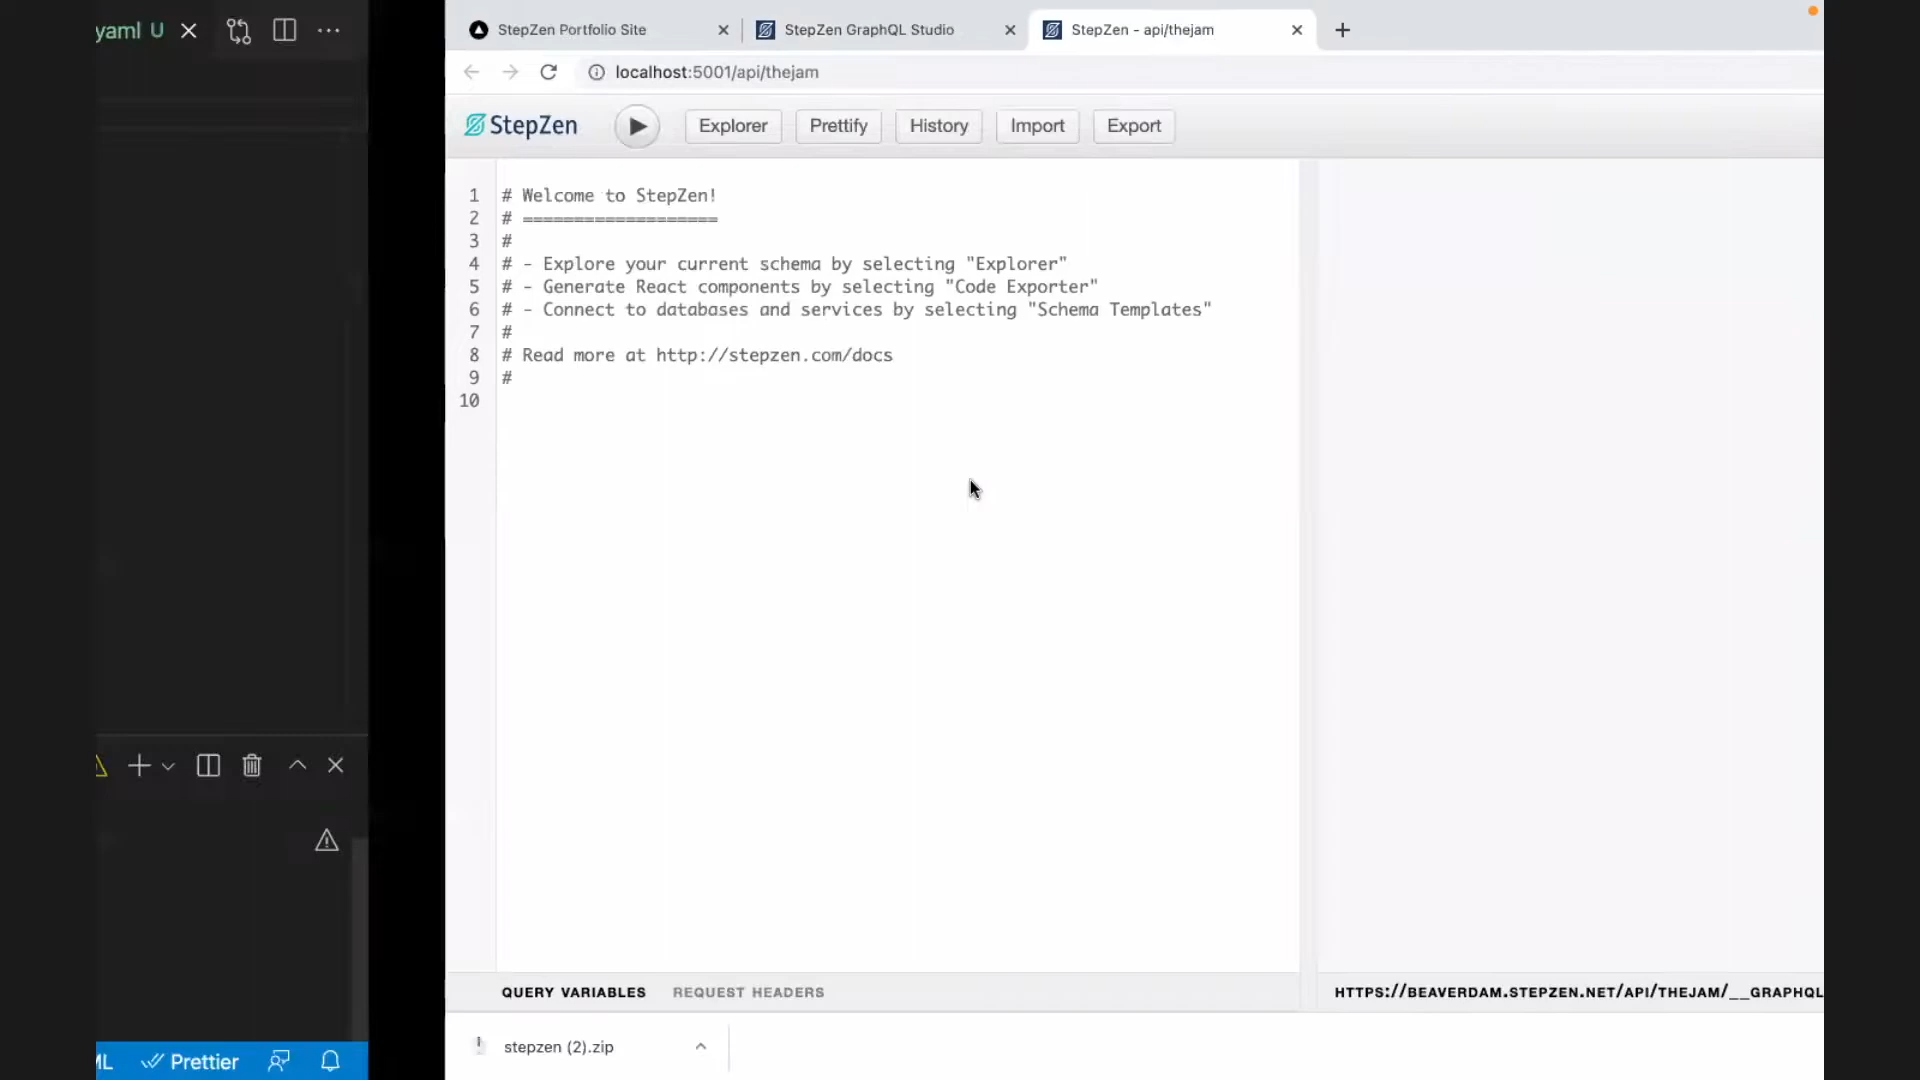 yaml U
StepZen Portfolio Site
StepZen GraphQL Studio
StepZen - api/thejam
localhost:5001/api/thejam
StepZen
Explorer
Prettify
History
Import
Export
1 # Welcome to StepZen!
2 # ===================
3 #
4 # - Explore your current schema by selecting "Explorer"
5 # - Generate React components by selecting "Code Exporter"
6 # - Connect to databases and services by selecting "Schema Templates"
7 #
8 # Read more at http://stepzen.com/docs
9 #
10
QUERY VARIABLES
REQUEST HEADERS
HTTPS://BEAVERDAM.STEPZEN.NET/API/THEJAM/__GRAPHQL
stepzen (2).zip
ML
Prettier